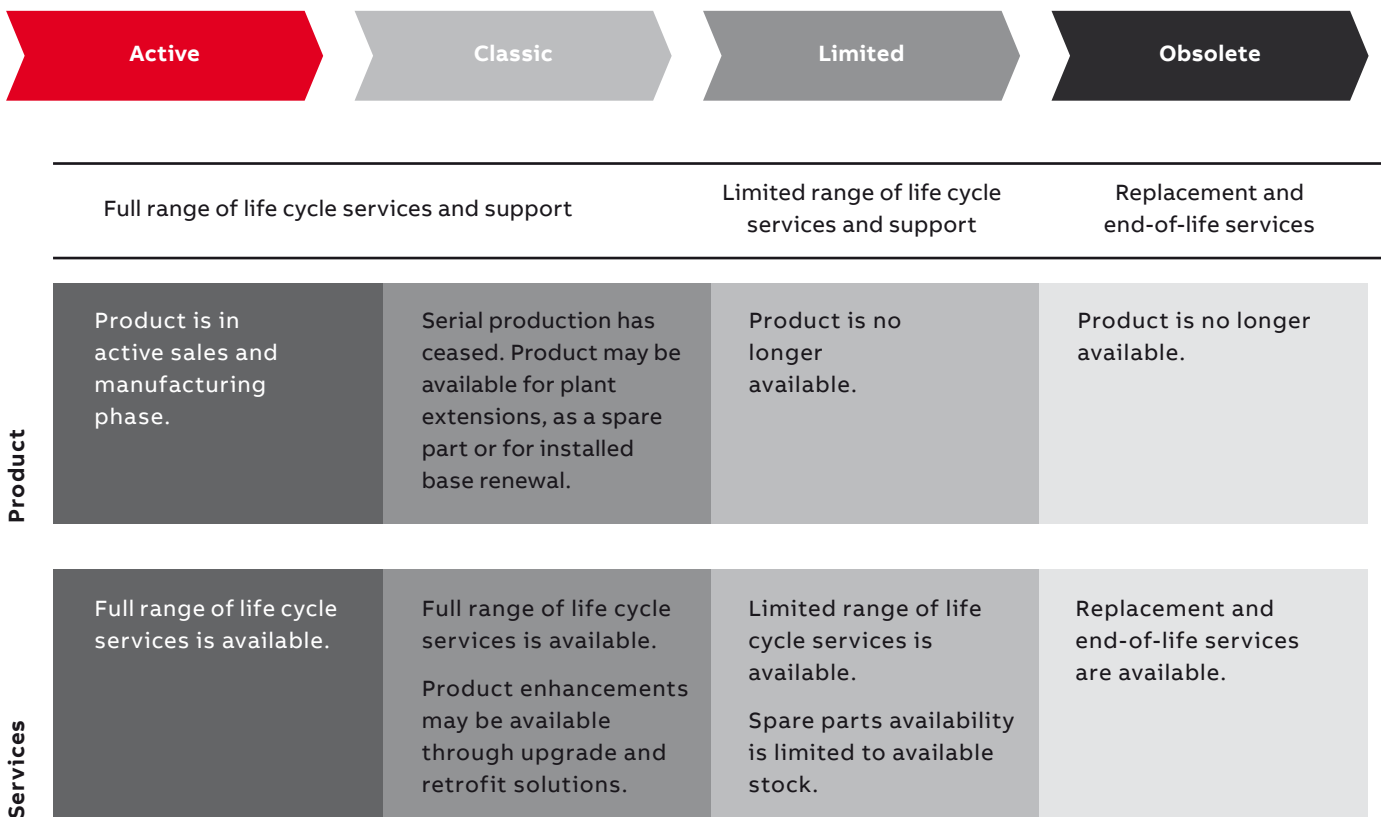 Active
Classic
Limited
Obsolete
Full range of life cycle services and support
Limited range of life cycle
services and support
Replacement and
end-of-life services
Product
Product is in
active sales and
manufacturing
phase.
Serial production has
ceased. Product may be
available for plant
extensions, as a spare
part or for installed
base renewal.
Product is no
longer
available.
Product is no longer
available.
Services
Full range of life cycle
services is available.
Full range of life cycle
services is available.
Product enhancements
may be available
through upgrade and
retrofit solutions.
Limited range of life
cycle services is
available.
Spare parts availability
is limited to available
stock.
Replacement and
end-of-life services
are available.